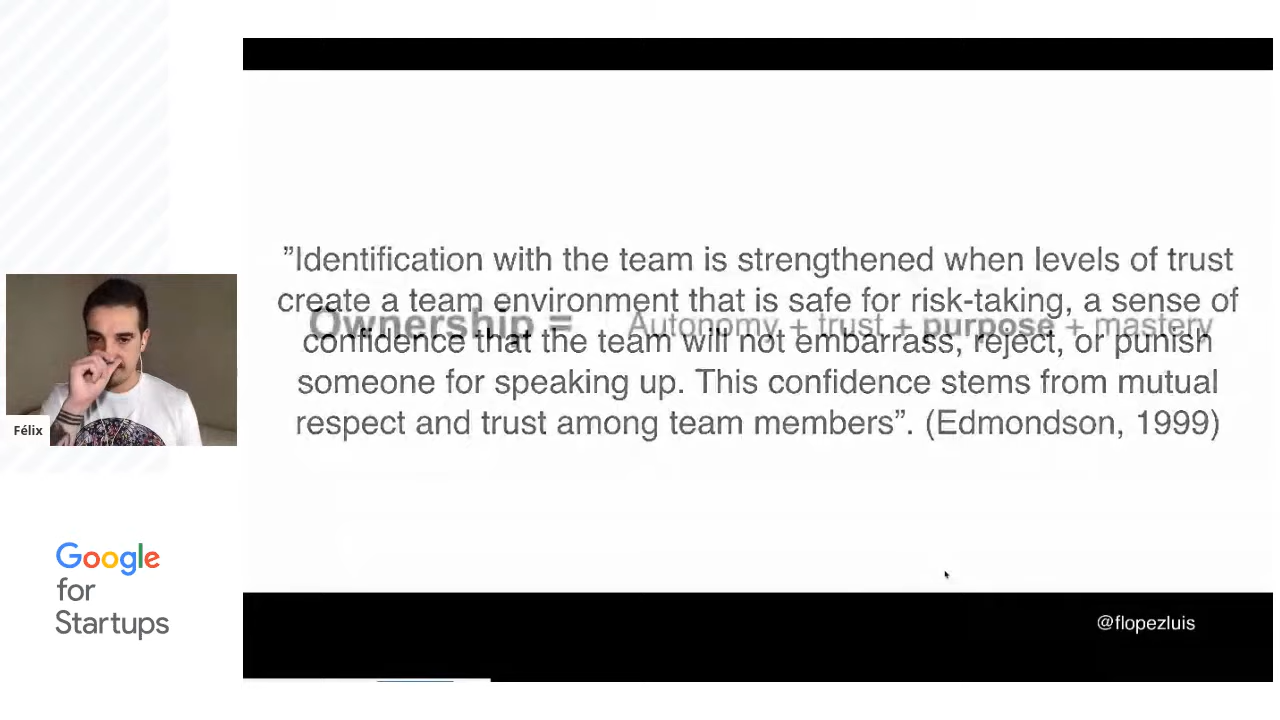 ”Identification with the team is strengthened when levels of trust
create a team environment that is safe for risk-taking, a sense of
Ownership = Autonomy + trust + purpose + mastery
confidence that the team will not embarrass, reject, or punish
someone for speaking up. This confidence stems from mutual
respect and trust among team members”. (Edmondson, 1999)
Félix
Google
for
Startups
@flopezluis